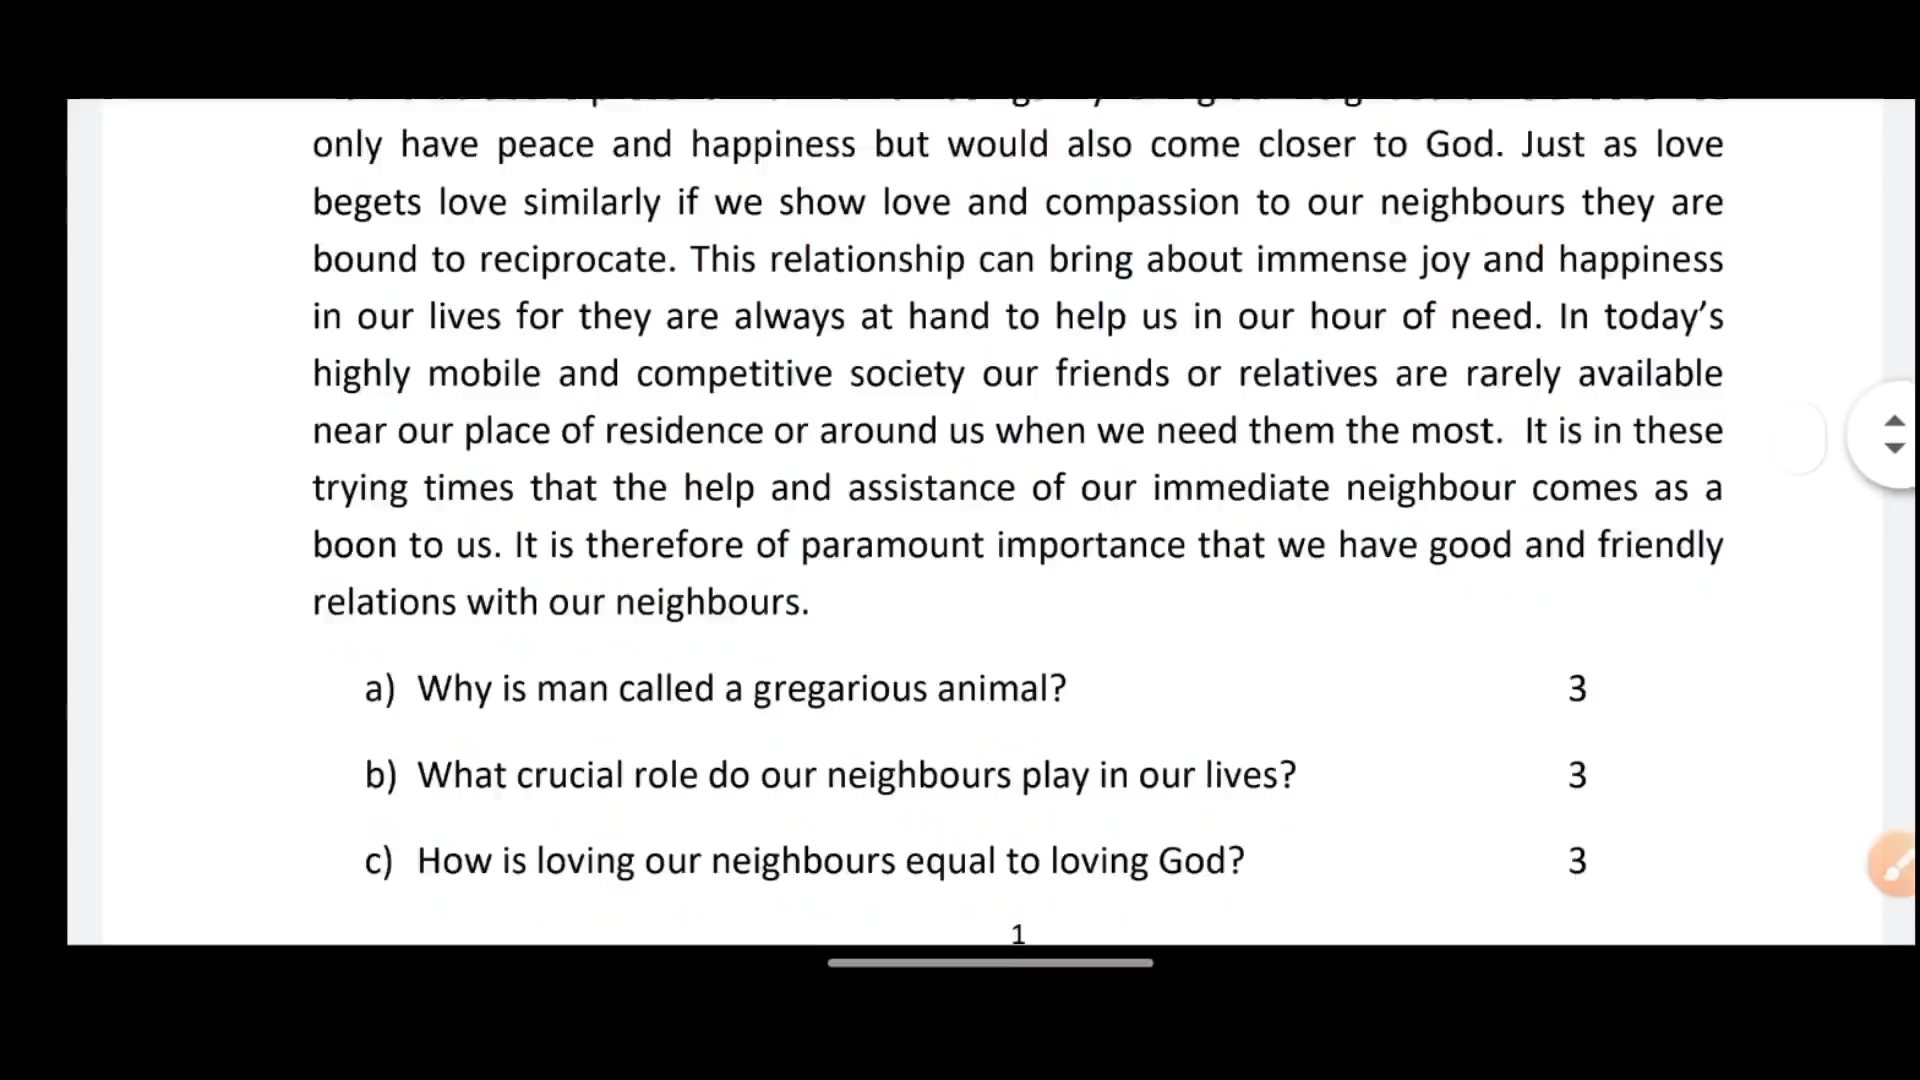 only have peace and happiness but would also come closer to God. Just as love
begets love similarly if we show love and compassion to our neighbours they are
bound to reciprocate. This relationship can bring about immense joy and happiness
in our lives for they are always at hand to help us in our hour of need. In today’s
highly mobile and competitive society our friends or relatives are rarely available
near our place of residence or around us when we need them the most. It is in these
trying times that the help and assistance of our immediate neighbour comes as a
boon to us. It is therefore of paramount importance that we have good and friendly
relations with our neighbours.
a) Why is man called a gregarious animal? 3
b) What crucial role do our neighbours play in our lives? 3
c) How is loving our neighbours equal to loving God? 3
1